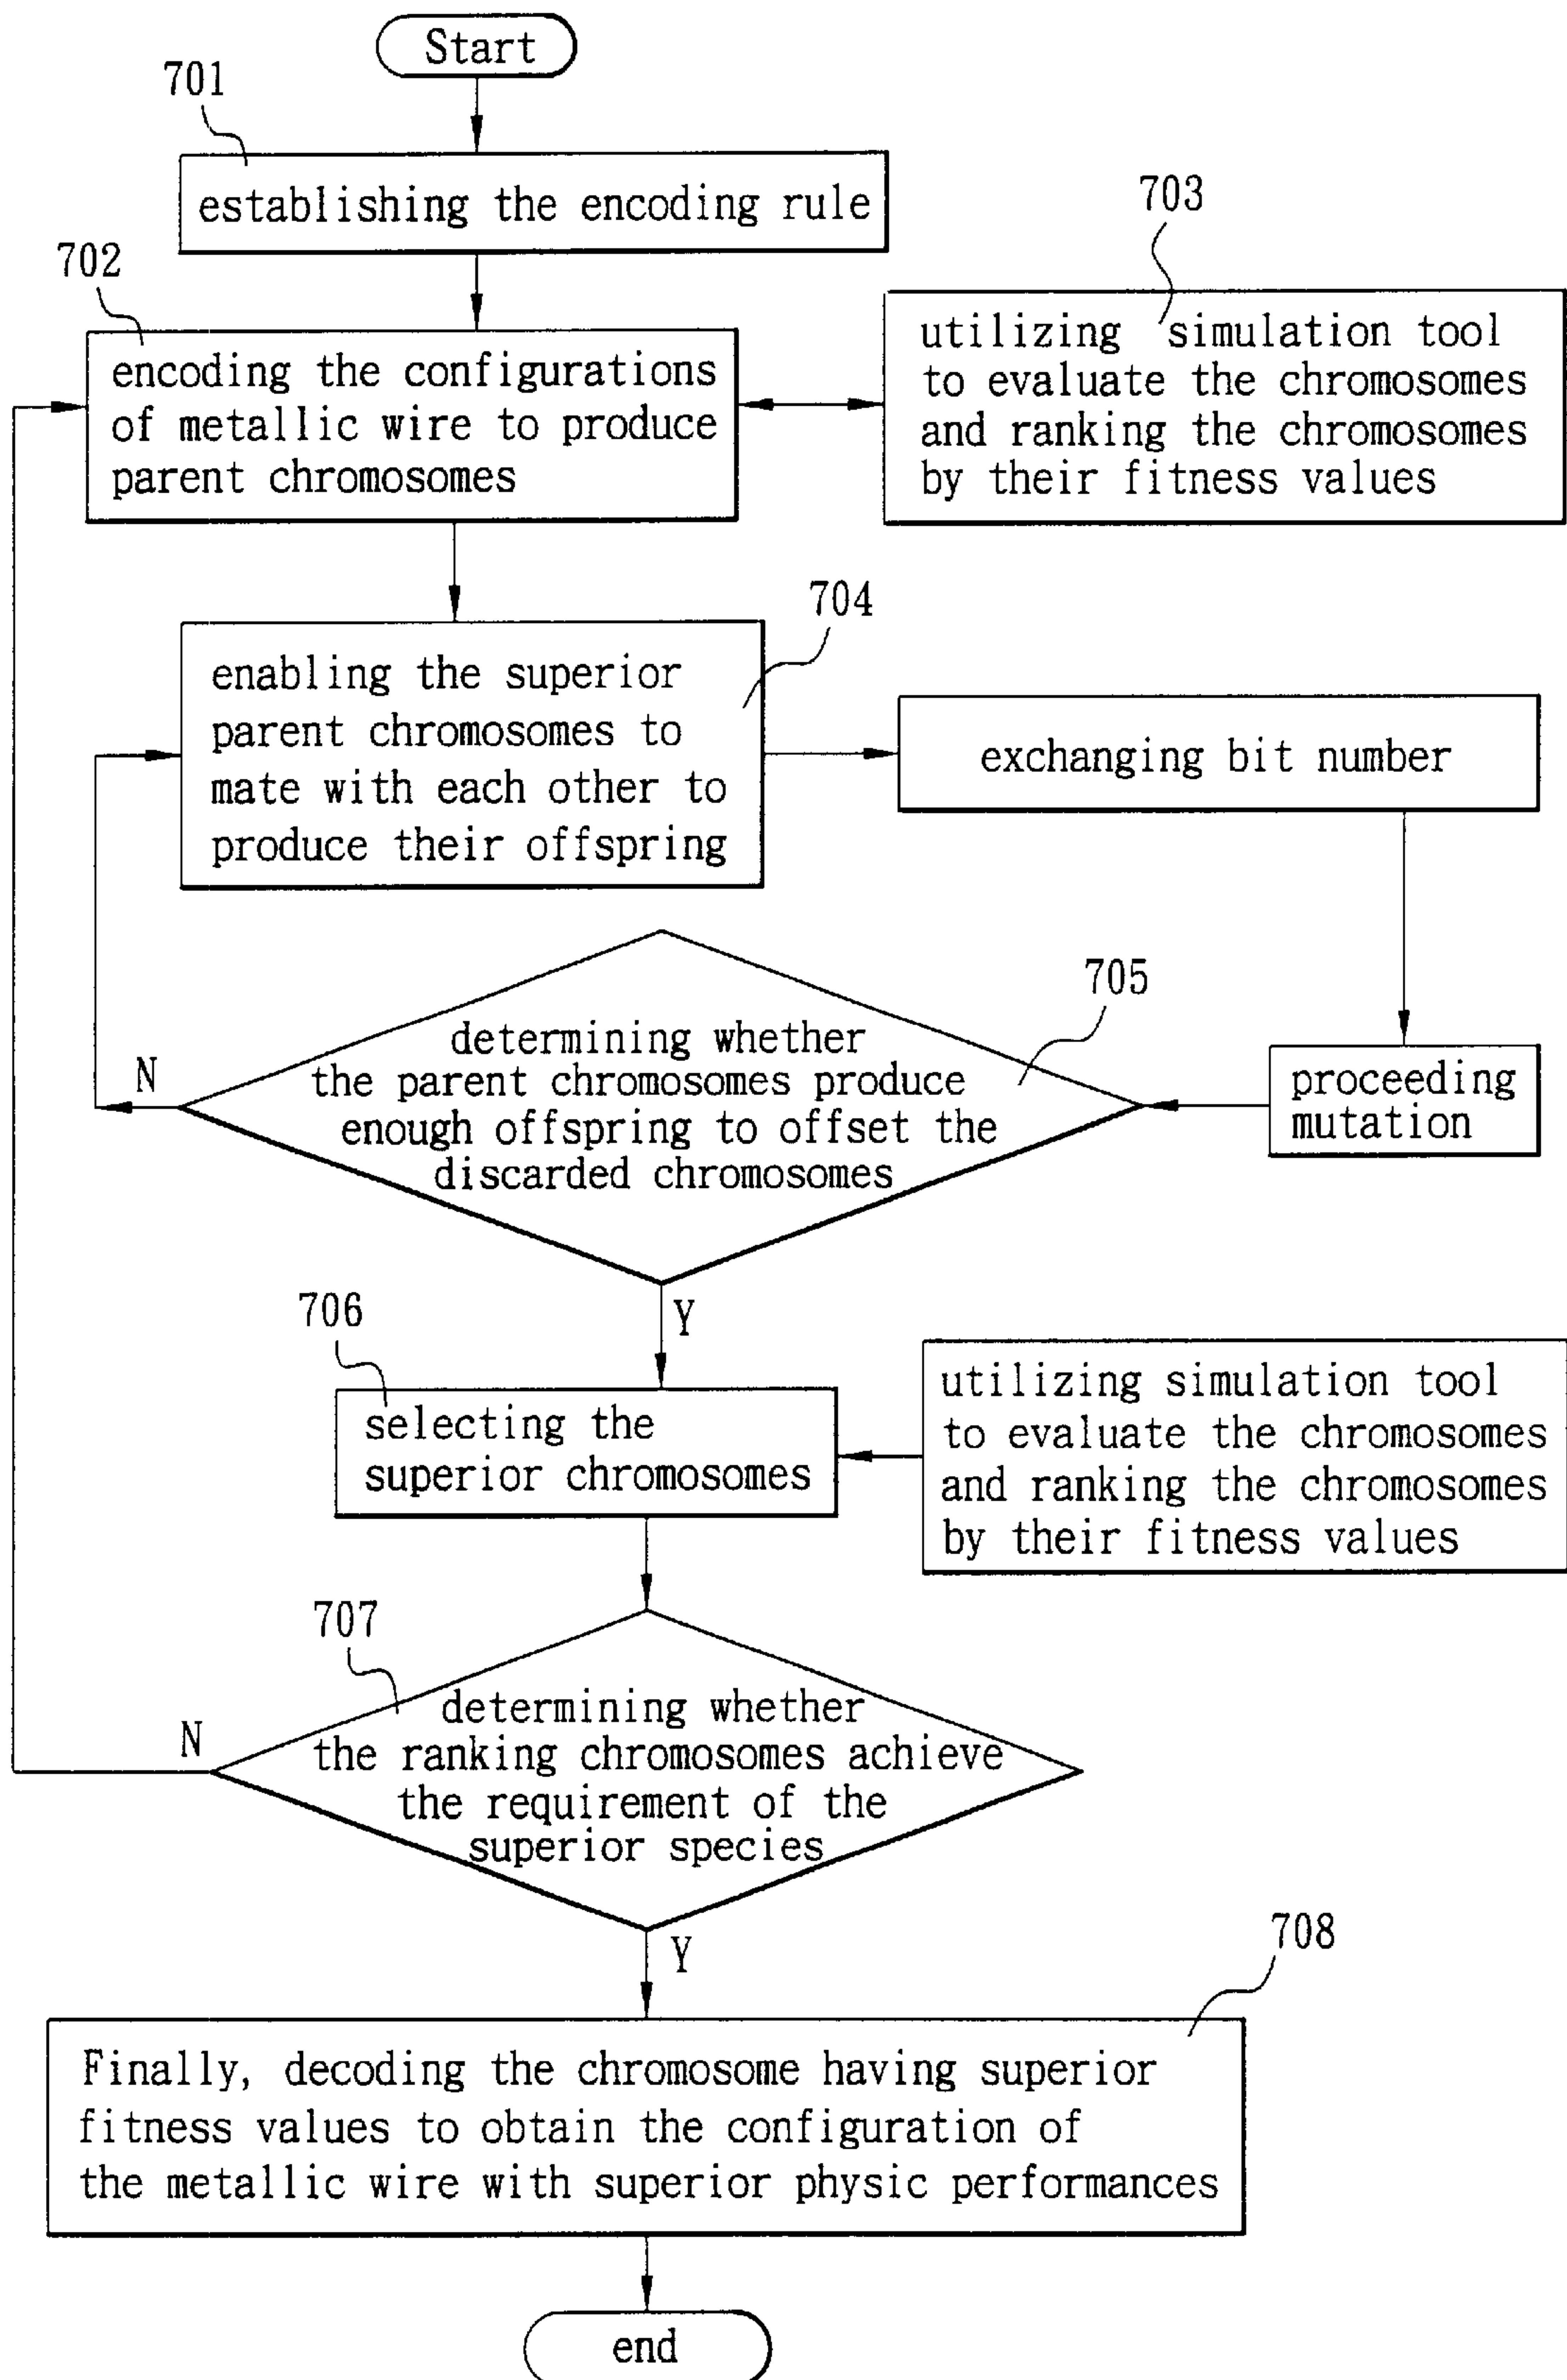 Start
701
establishing the encoding rule
702
encoding the configurations
of metallic wire to produce
parent chromosomes
703
utilizing simulation tool
to evaluate the chromosomes
and ranking the chromosomes
by their fitness values
704
enabling the superior
parent chromosomes to
mate with each other to
produce their offspring
exchanging bit number
705
determining whether
the parent chromosomes produce
enough offspring to offset the
discarded chromosomes
N
proceeding
mutation
Y
706
selecting the
superior chromosomes
utilizing simulation tool
to evaluate the chromosomes
and ranking the chromosomes
by their fitness values
707
determining whether
the ranking chromosomes achieve
the requirement of the
superior species
N
Y
708
Finally, decoding the chromosome having superior
fitness values to obtain the configuration of
the metallic wire with superior physic performances
end